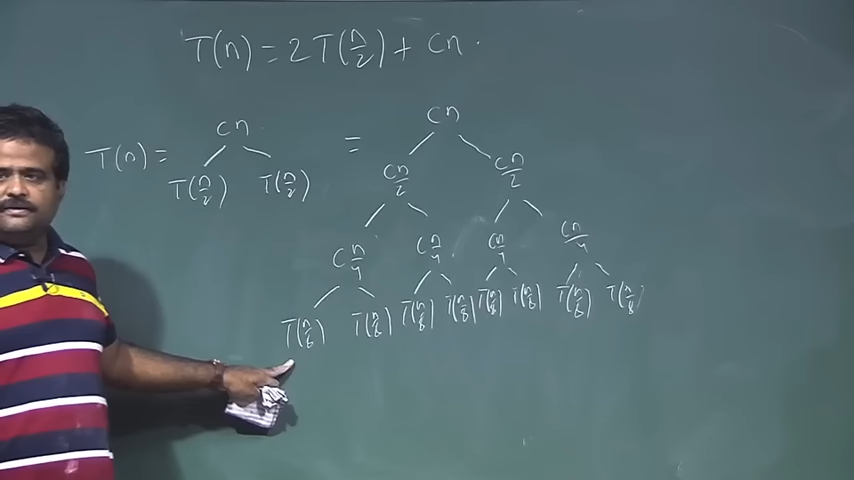 T(n) = 2T(n/2) + cn.
cn
cn
T(n) =
=
T(n/2) T(n/2)
cn/2 cn/2
cn/4 cn/4 cn/4 cn/4
T(n/8) T(n/8) T(n/8) T(n/8) T(n/8) T(n/8) T(n/8) T(n/8)